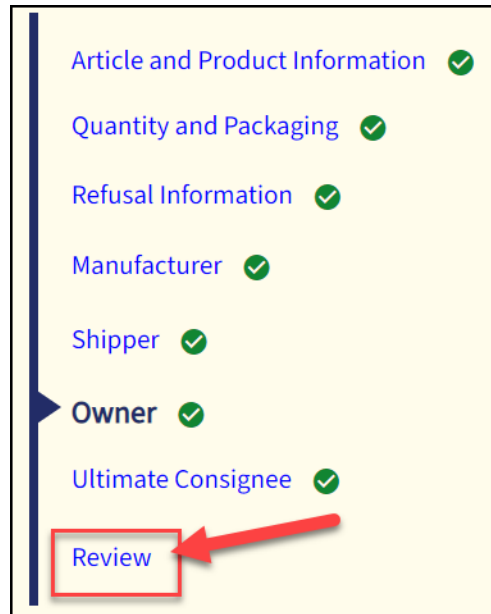 Article and Product Information
Quantity and Packaging
Refusal Information
Manufacturer
Shipper
Owner
Ultimate Consignee
Review